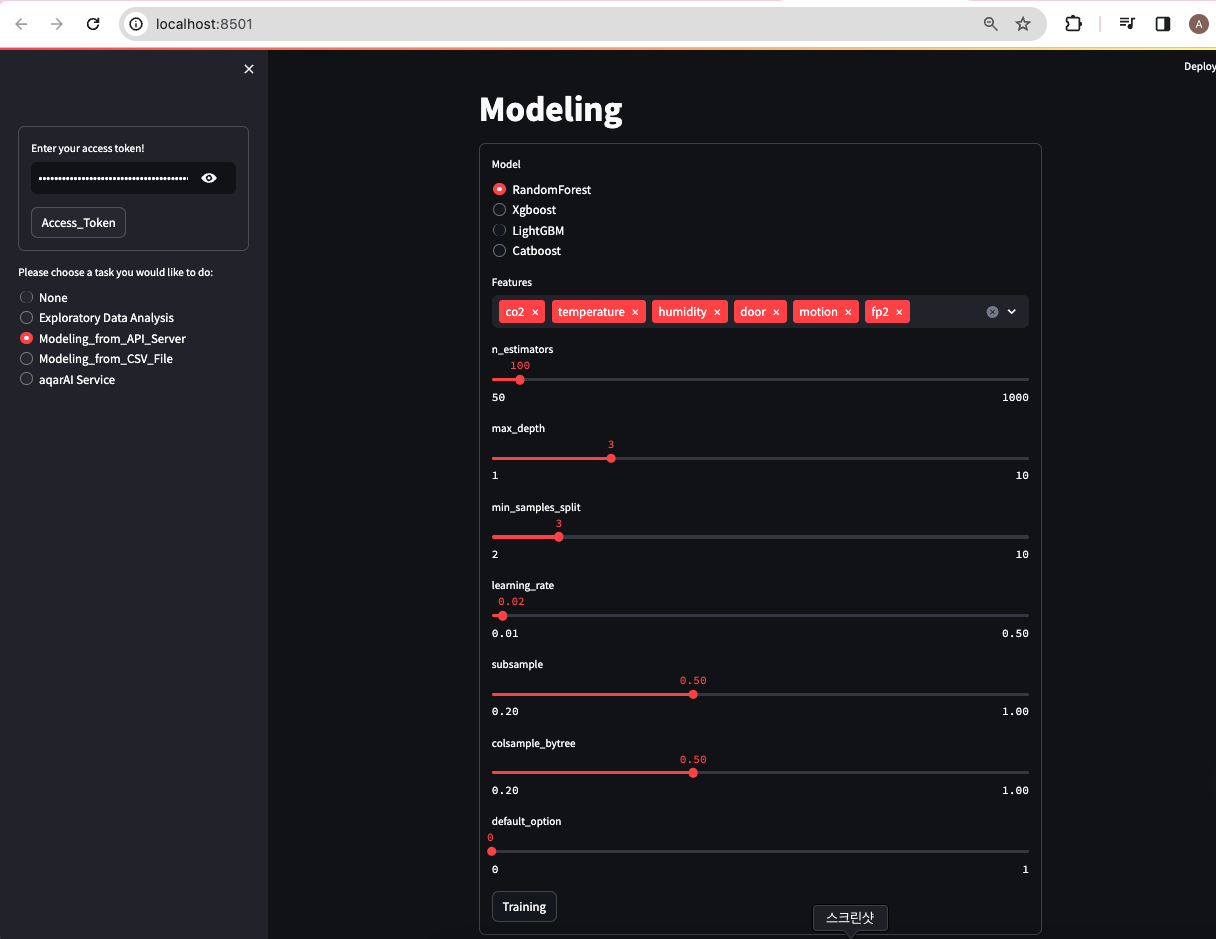 localhost:8501
A
Deploy
Enter your access token!
Access_Token
Please choose a task you would like to do:
None
Exploratory Data Analysis
Modeling_from_API_Server
Modeling_from_CSV_File
aqarAI Service
Modeling
Model
RandomForest
Xgboost
LightGBM
Catboost
Features
co2 × temperature × humidity × door × motion × fp2 ×
n_estimators
100
50 1000
max_depth
3
1 10
min_samples_split
3
2 10
learning_rate
0.02
0.01 0.50
subsample
0.50
0.20 1.00
colsample_bytree
0.50
0.20 1.00
default_option
0
0 1
Training
스크린샷